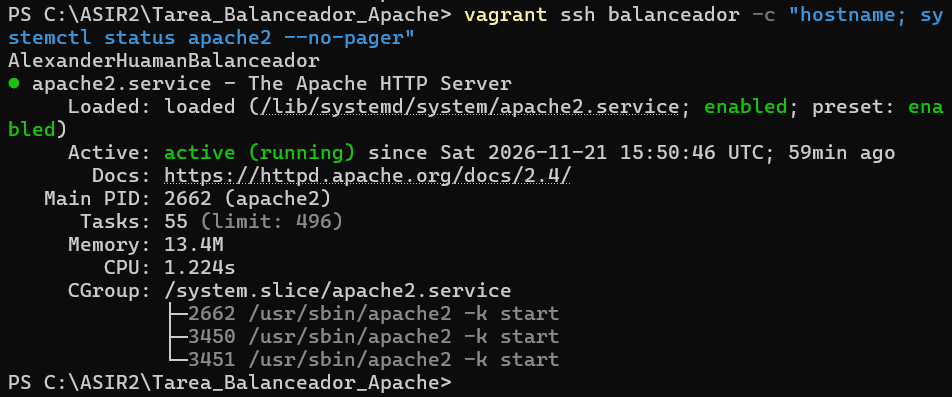 PS C:\ASIR2\Tarea_Balanceador_Apache> vagrant ssh balanceador -c "hostname; sy
stemctl status apache2 --no-pager"
AlexanderHuamanBalanceador
● apache2.service - The Apache HTTP Server
     Loaded: loaded (/lib/systemd/system/apache2.service; enabled; preset: ena
bled)
     Active: active (running) since Sat 2026-11-21 15:50:46 UTC; 59min ago
       Docs: https://httpd.apache.org/docs/2.4/
   Main PID: 2662 (apache2)
      Tasks: 55 (limit: 496)
     Memory: 13.4M
        CPU: 1.224s
     CGroup: /system.slice/apache2.service
             ├─2662 /usr/sbin/apache2 -k start
             ├─3450 /usr/sbin/apache2 -k start
             └─3451 /usr/sbin/apache2 -k start
PS C:\ASIR2\Tarea_Balanceador_Apache>